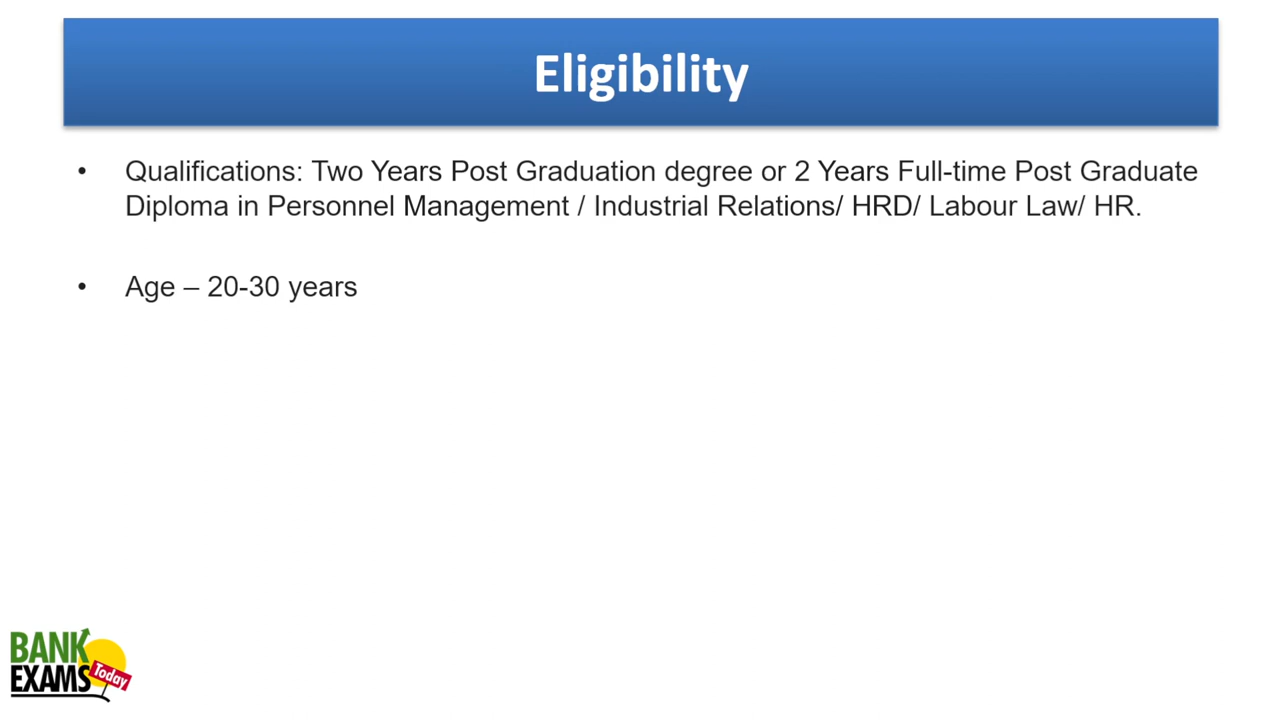 Eligibility
• Qualifications: Two Years Post Graduation degree or 2 Years Full-time Post Graduate
Diploma in Personnel Management / Industrial Relations/ HRD/ Labour Law/ HR.
• Age – 20-30 years
BANK
EXAMS
Today